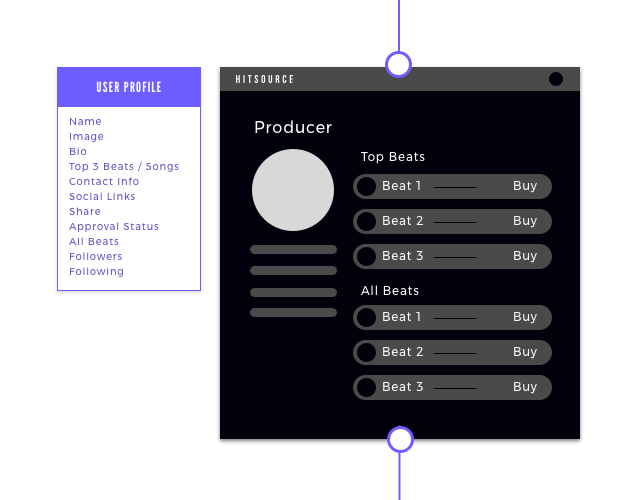 USER PROFILE
Name
Image
Bio
Top 3 Beats / Songs
Contact Info
Social Links
Share
Approval Status
All Beats
Followers
Following
HITSOURCE
Producer
Top Beats
Beat 1 Buy
Beat 2 Buy
Beat 3 Buy
All Beats
Beat 1 Buy
Beat 2 Buy
Beat 3 Buy